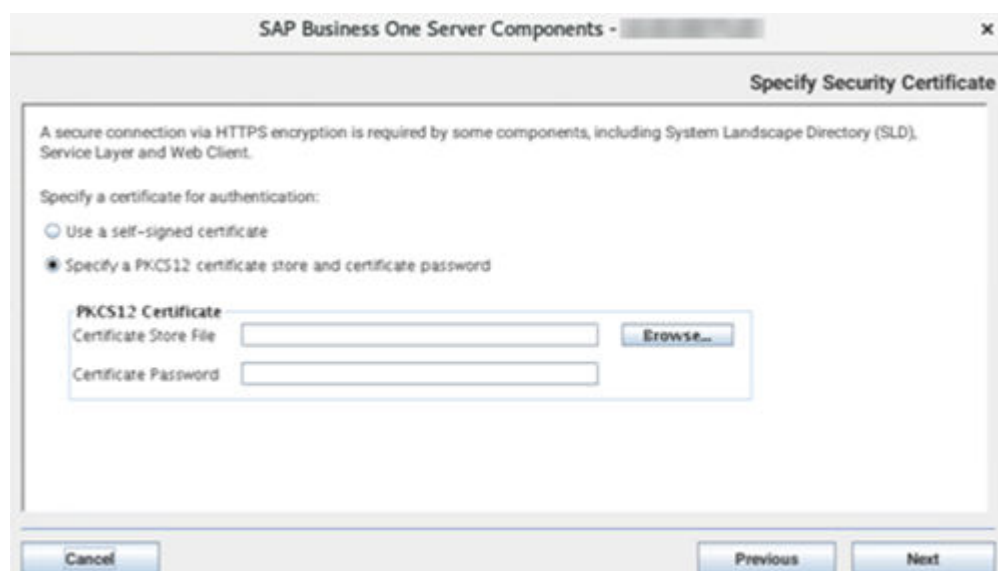 SAP Business One Server Components -
×
Specify Security Certificate
A secure connection via HTTPS encryption is required by some components, including System Landscape Directory (SLD),
Service Layer and Web Client.
Specify a certificate for authentication:
Use a self-signed certificate
Specify a PKCS12 certificate store and certificate password
PKCS12 Certificate
Certificate Store File
Browse...
Certificate Password
Cancel
Previous
Next